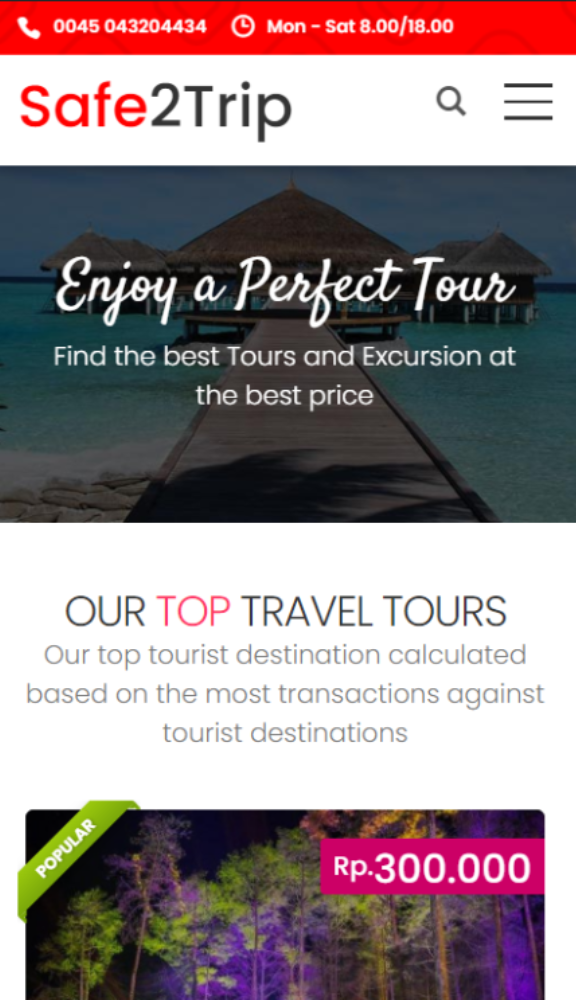 0045 043204434 Mon - Sat 8.00/18.00
Safe2Trip
Enjoy a Perfect Tour
Find the best Tours and Excursion at
the best price
OUR TOP TRAVEL TOURS
Our top tourist destination calculated
based on the most transactions against
tourist destinations
POPULAR
Rp.300.000